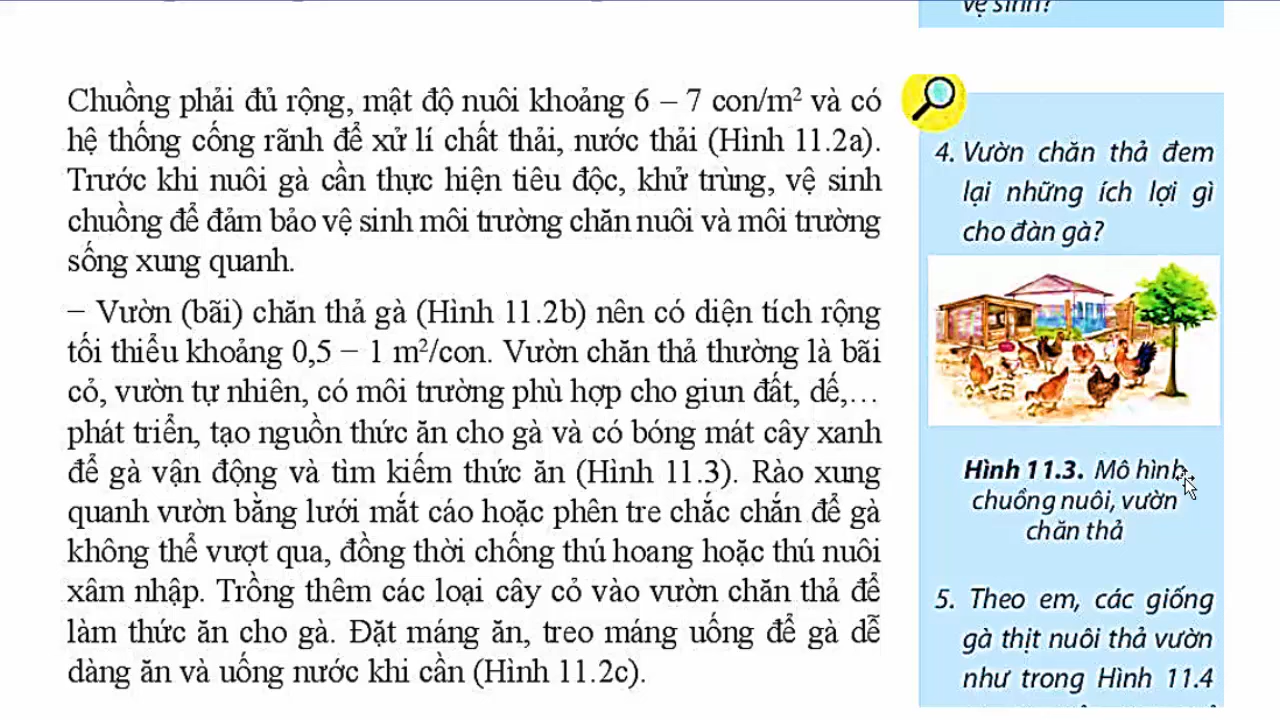 vệ sinh?
Chuồng phải đủ rộng, mật độ nuôi khoảng 6 – 7 con/m² và có
hệ thống cống rãnh để xử lí chất thải, nước thải (Hình 11.2a).
Trước khi nuôi gà cần thực hiện tiêu độc, khử trùng, vệ sinh
chuồng để đảm bảo vệ sinh môi trường chăn nuôi và môi trường
sống xung quanh.
− Vườn (bãi) chăn thả gà (Hình 11.2b) nên có diện tích rộng
tối thiểu khoảng 0,5 − 1 m²/con. Vườn chăn thả thường là bãi
cỏ, vườn tự nhiên, có môi trường phù hợp cho giun đất, dế,…
phát triển, tạo nguồn thức ăn cho gà và có bóng mát cây xanh
để gà vận động và tìm kiếm thức ăn (Hình 11.3). Rào xung
quanh vườn bằng lưới mắt cáo hoặc phên tre chắc chắn để gà
không thể vượt qua, đồng thời chống thú hoang hoặc thú nuôi
xâm nhập. Trồng thêm các loại cây cỏ vào vườn chăn thả để
làm thức ăn cho gà. Đặt máng ăn, treo máng uống để gà dễ
dàng ăn và uống nước khi cần (Hình 11.2c).
4. Vườn chăn thả đem
lại những ích lợi gì
cho đàn gà?
Hình 11.3. Mô hình
chuồng nuôi, vườn
chăn thả
5. Theo em, các giống
gà thịt nuôi thả vườn
như trong Hình 11.4